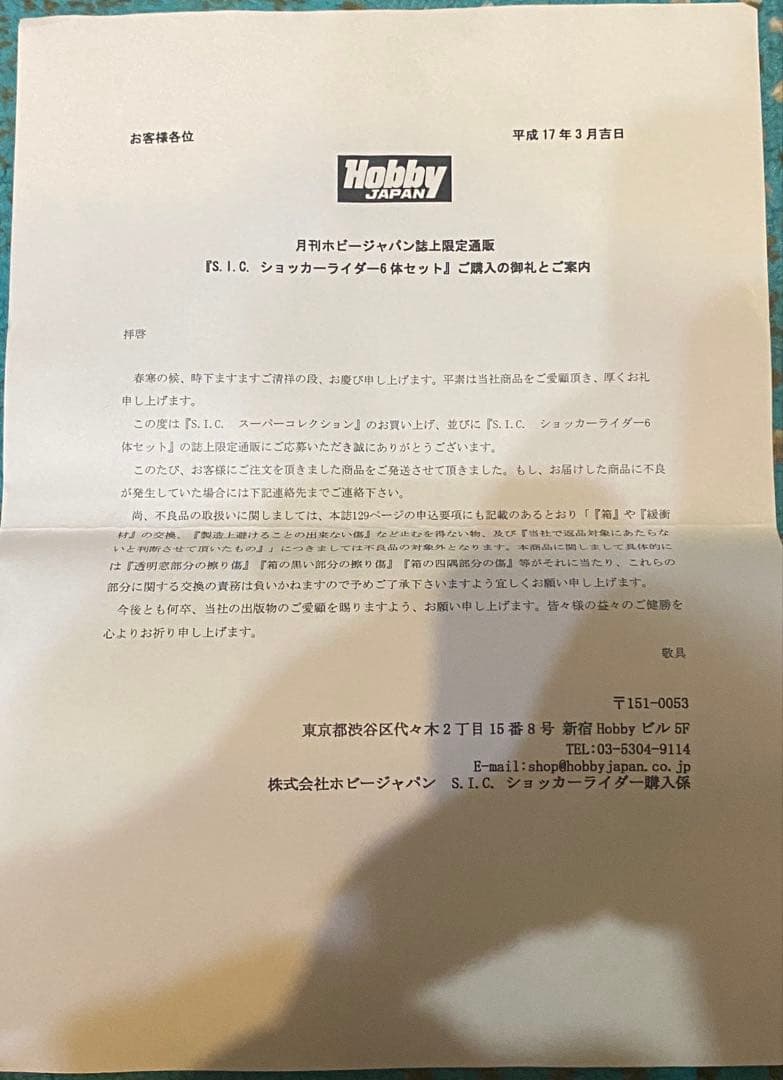 お客様各位
平成17年3月吉日
Hobby
JAPAN
月刊ホビージャパン誌上限定通販
『S.I.C. ショッカーライダー6体セット』ご購入の御礼とご案内
拝啓
春寒の候、時下ますますご清祥の段、お慶び申し上げます。平素は当社商品をご愛顧頂き、厚くお礼
申し上げます。
この度は『S.I.C. スーパーコレクション』のお買い上げ、並びに『S.I.C. ショッカーライダー6
体セット』の誌上限定通販にご応募いただき誠にありがとうございます。
このたび、お客様にご注文を頂きました商品をご発送させて頂きました。もし、お届けした商品に不良
が発生していた場合には下記連絡先までご連絡下さい。
尚、不良品の取扱いに関しましては、本誌129ページの申込要項にも記載のあるとおり「『箱』や『緩衝
材』の交換、『製造上避けることの出来ない傷』など止むを得ない物、及び『当社で返品対象にあたらな
いと判断させて頂いたもの』」につきましては不良品の対象外となります。本商品に関しまして具体的に
は『透明窓部分の擦り傷』『箱の黒い部分の擦り傷』『箱の四隅部分の傷』等がそれに当たり、これらの
部分に関する交換の責務は負いかねますので予めご了承下さいますよう宜しくお願い申し上げます。
今後とも何卒、当社の出版物のご愛顧を賜りますよう、お願い申し上げます。皆々様の益々のご健勝を
心よりお祈り申し上げます。
敬具
〒151-0053
東京都渋谷区代々木2丁目15番8号 新宿Hobbyビル5F
TEL:03-5304-9114
E-mail:shop@hobbyjapan.co.jp
株式会社ホビージャパン S.I.C. ショッカーライダー購入係